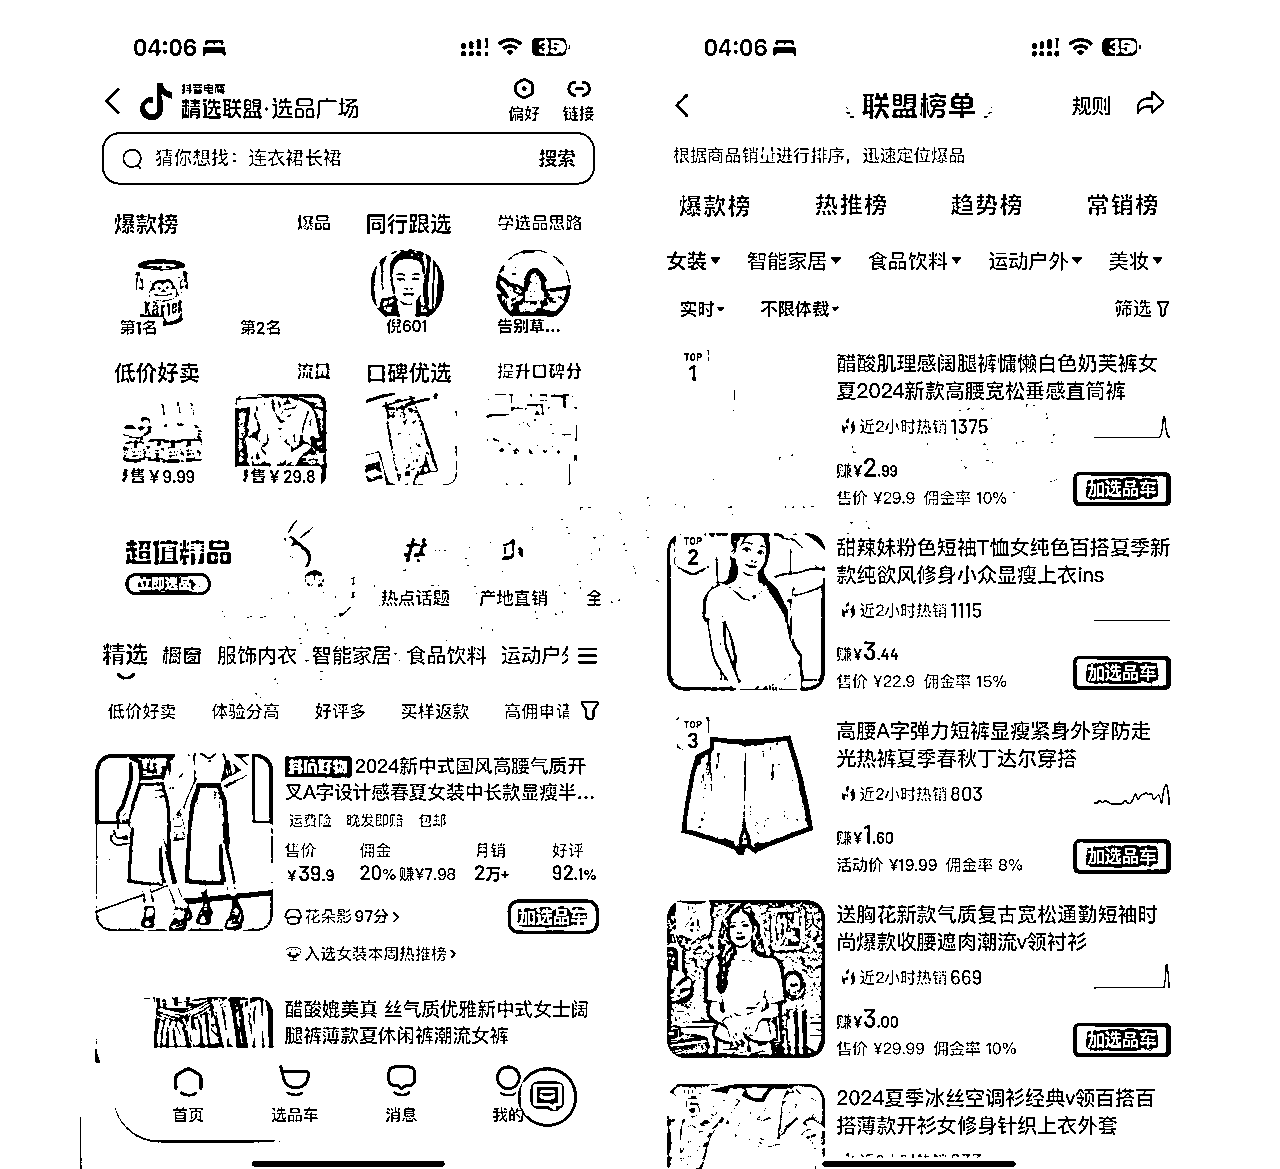 04:06
35
抖音电商
精选联盟·选品广场
偏好
链接
猜你想找：连衣裙长裙
搜索
爆款榜
爆品
同行跟选
学选品思路
第1名
第2名
倪601
告别草...
低价好卖
流量
口碑优选
提升口碑分
售￥9.99
售￥29.8
超值精品
立即选品
热点话题
产地直销
全
精选 橱窗 服饰内衣 智能家居 食品饮料 运动户外
低价好卖 体验分高 好评多 买样返款 高佣申请
抖音好物 2024新中式国风高腰气质开
叉A字设计感春夏女装中长款显瘦半...
运费险 晚发即赔 包邮
售价 佣金 月销 好评
￥39.9 20% 赚¥7.98 2万+ 92.1%
花朵影 97分>
加选品车
入选女装本周热推榜>
醋酸媲美真 丝气质优雅新中式女士阔
腿裤薄款夏休闲裤潮流女裤
首页
选品车
消息
我的
04:06
35
联盟榜单
规则
根据商品销量进行排序，迅速定位爆品
爆款榜 热推榜 趋势榜 常销榜
女装 智能家居 食品饮料 运动户外 美妆
实时 不限体裁 筛选
TOP
1
醋酸肌理感阔腿裤慵懒白色奶芙裤女
夏2024新款高腰宽松垂感直筒裤
近2小时热销1375
赚¥2.99
售价 ¥29.9 佣金率 10%
加选品车
TOP
2
甜辣妹粉色短袖T恤女纯色百搭夏季新
款纯欲风修身小众显瘦上衣ins
近2小时热销1115
赚¥3.44
售价 ¥22.9 佣金率 15%
加选品车
TOP
3
高腰A字弹力短裤显瘦紧身外穿防走
光热裤夏季春秋丁达尔穿搭
近2小时热销803
赚¥1.60
活动价 ¥19.99 佣金率 8%
加选品车
送胸花新款气质复古宽松通勤短袖时
尚爆款收腰遮肉潮流v领衬衫
近2小时热销669
赚¥3.00
售价 ¥29.99 佣金率 10%
加选品车
5
2024夏季冰丝空调衫经典v领百搭百
搭薄款开衫女修身针织上衣外套